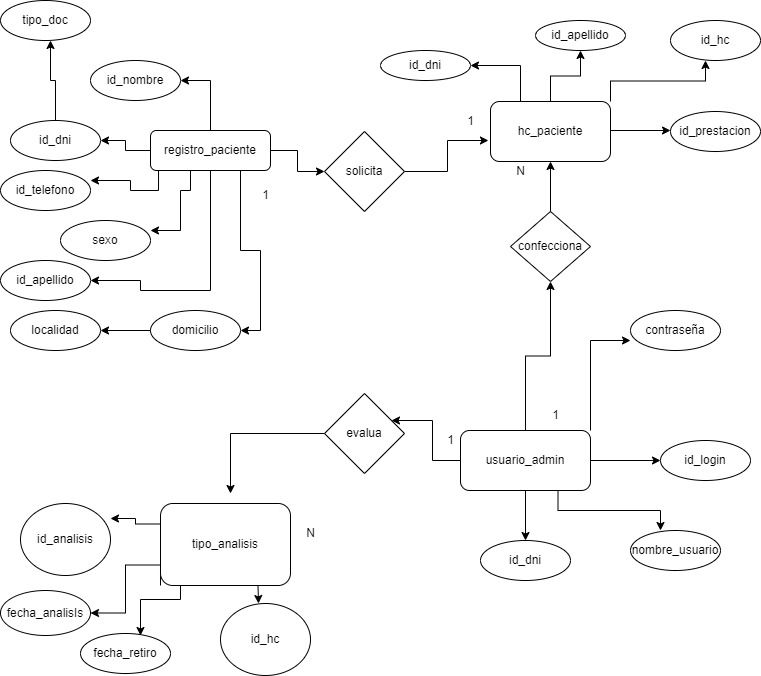 tipo_doc
id_apellido
id_hc
id_dni
id_nombre
1
hc_paciente
id_prestacion
id_dni
registro_paciente
solicita
N
id_telefono
1
sexo
confecciona
id_apellido
localidad
domicilio
contraseña
1
evalua
1
usuario_admin
id_login
id_analisis
tipo_analisis
N
nombre_usuario
id_dni
fecha_analisIs
id_hc
fecha_retiro